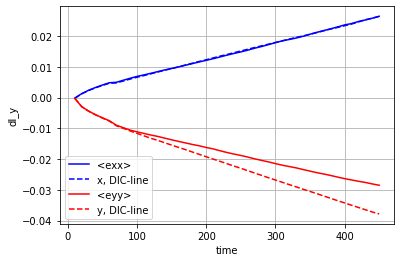 0.02
0.01
0.00
−0.01
−0.02
−0.03
−0.04
dl_y
<exx>
x, DIC-line
<eyy>
y, DIC-line
0
100
200
300
400
time